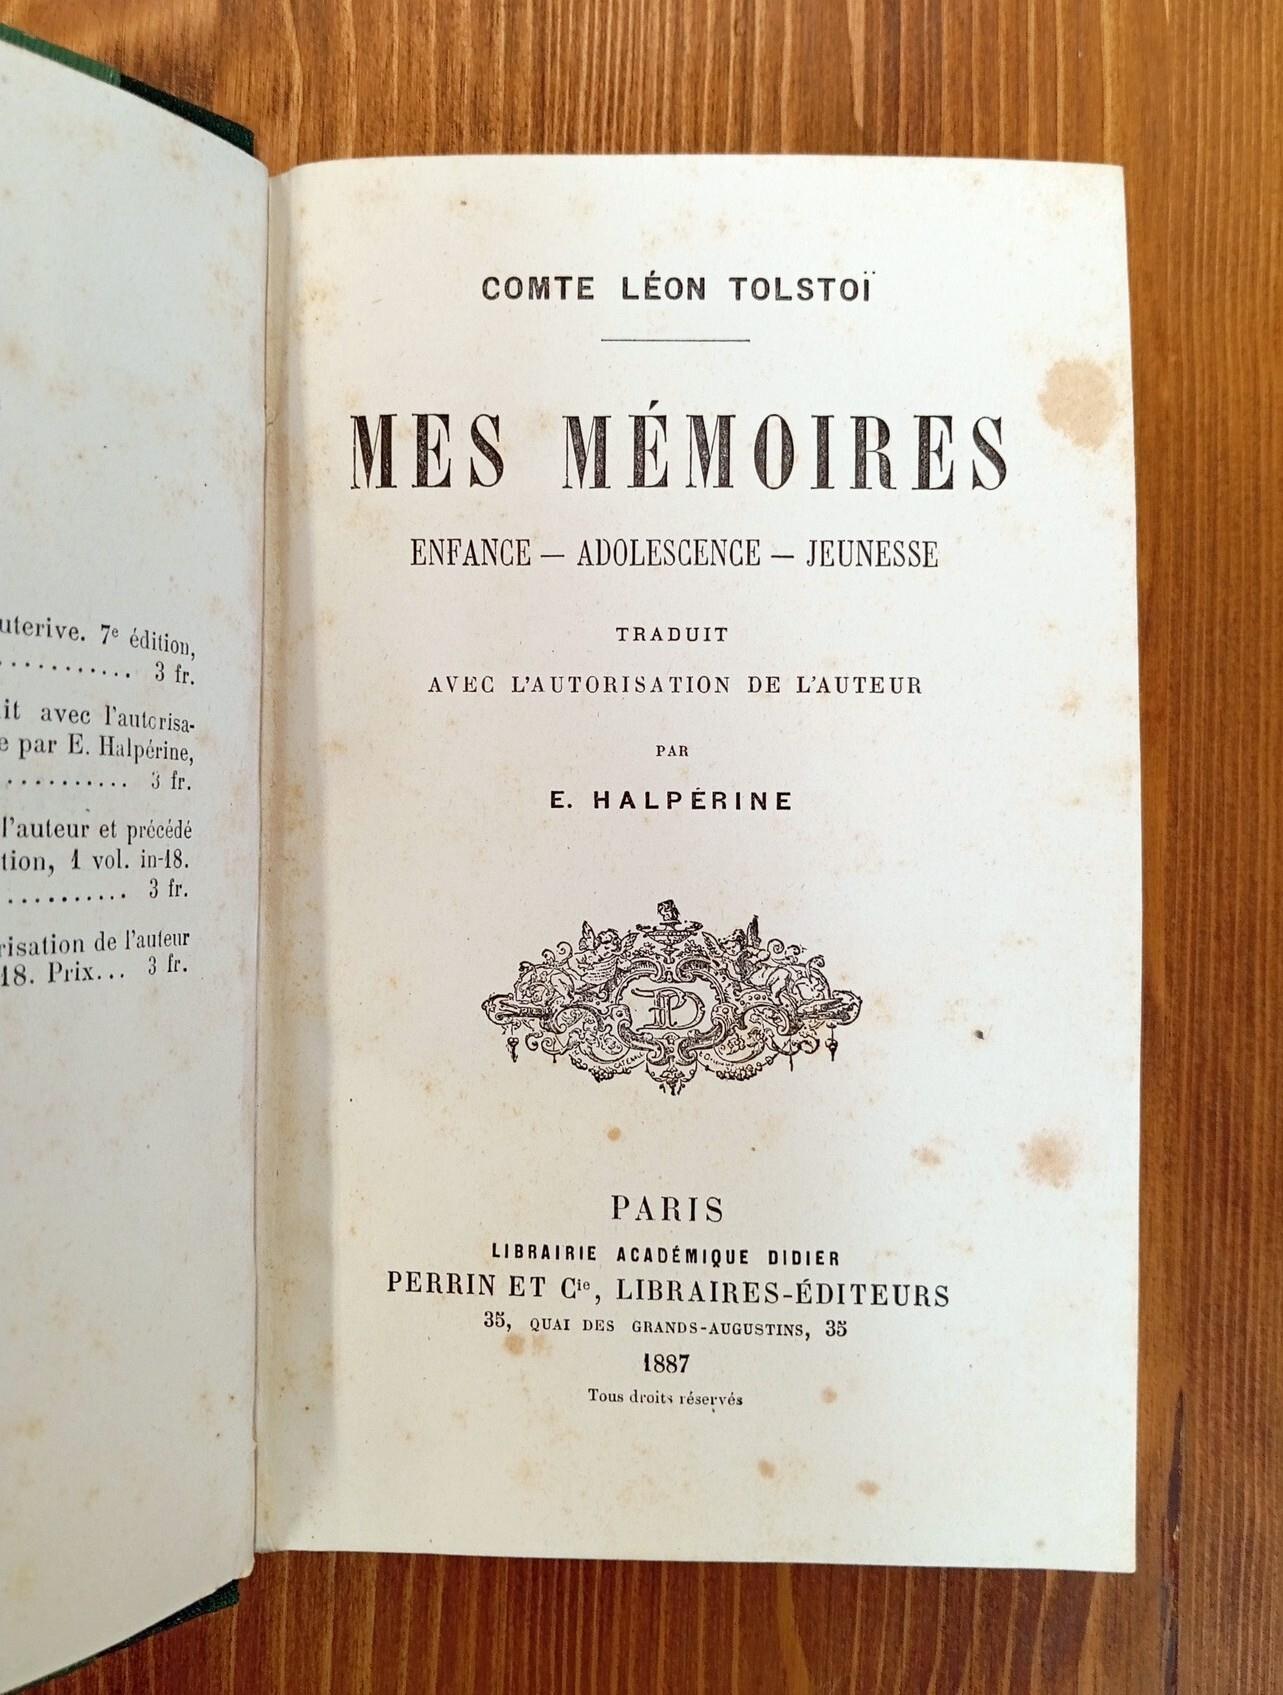 uterive. 7e édition,
........... 3 fr.
it avec l'autorisa-
e par E. Halpérine,
.......... 3 fr.
l'auteur et précédé
tion, 1 vol. in-18.
.......... 3 fr.
risation de l'auteur
18. Prix... 3 fr.
COMTE LÉON TOLSTOÏ
MES MÉMOIRES
ENFANCE — ADOLESCENCE — JEUNESSE
TRADUIT
AVEC L'AUTORISATION DE L'AUTEUR
PAR
E. HALPÉRINE
PARIS
LIBRAIRIE ACADÉMIQUE DIDIER
PERRIN ET Cie, LIBRAIRES-ÉDITEURS
35, QUAI DES GRANDS-AUGUSTINS, 35
1887
Tous droits réservés